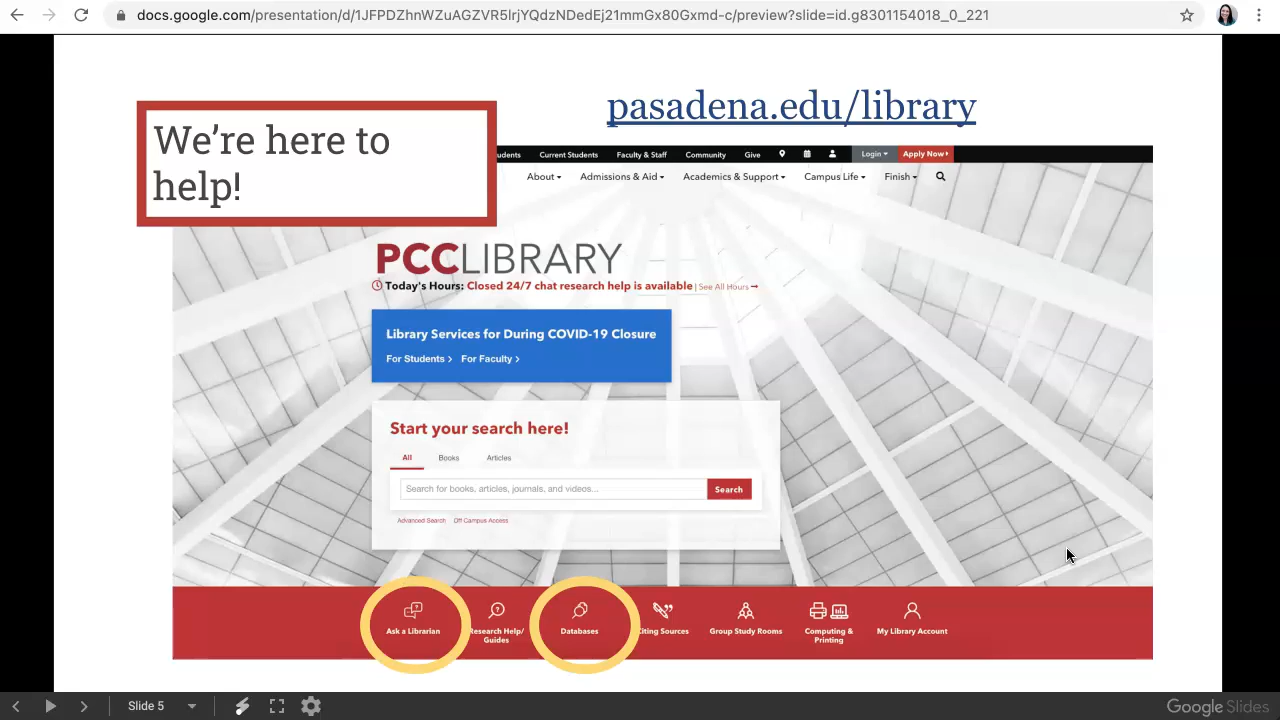 docs.google.com/presentation/d/1JFPDZhnWZuAGZVR5lrjYQdzNDedEj21mmGx80Gxmd-c/preview?slide=id.g8301154018_0_221
We're here to
help!
pasadena.edu/library
udents Current Students Faculty & Staff Community Give Login Apply Now
About Admissions & Aid Academics & Support Campus Life Finish
PCCLIBRARY
Today's Hours: Closed 24/7 chat research help is available | See All Hours
Library Services for During COVID-19 Closure
For Students For Faculty
Start your search here!
All Books Articles
Search for books, articles, journals, and videos... Search
Advanced Search Off Campus Access
Ask a Librarian
Research Help/
Guides
Databases
Citing Sources
Group Study Rooms
Computing &
Printing
My Library Account
Slide 5
Google Slides